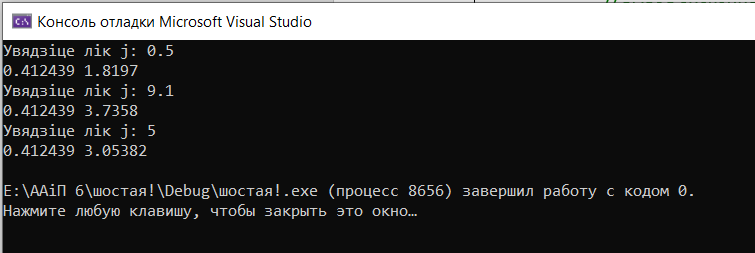 Консоль отладки Microsoft Visual Studio
Увядзіце лік j: 0.5
0.412439 1.8197
Увядзіце лік j: 9.1
0.412439 3.7358
Увядзіце лік j: 5
0.412439 3.05382
E:\ААіП 6\шостая!\Debug\шостая!.exe (процесс 8656) завершил работу с кодом 0.
Нажмите любую клавишу, чтобы закрыть это окно…